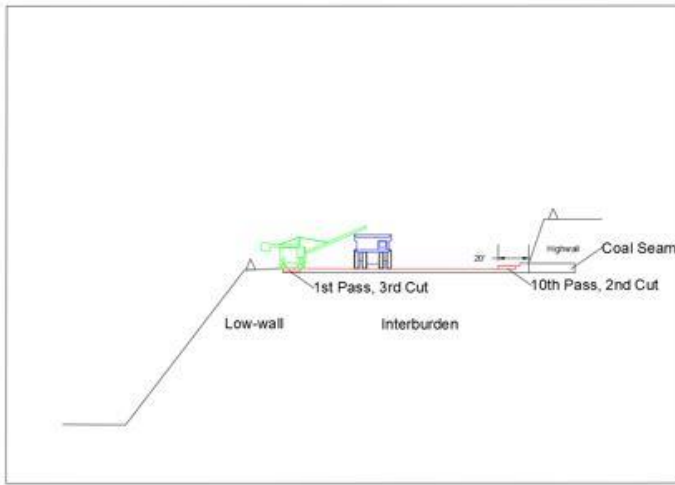 Highwall
Coal Seam
20'
1st Pass, 3rd Cut
10th Pass, 2nd Cut
Low-wall
Interburden